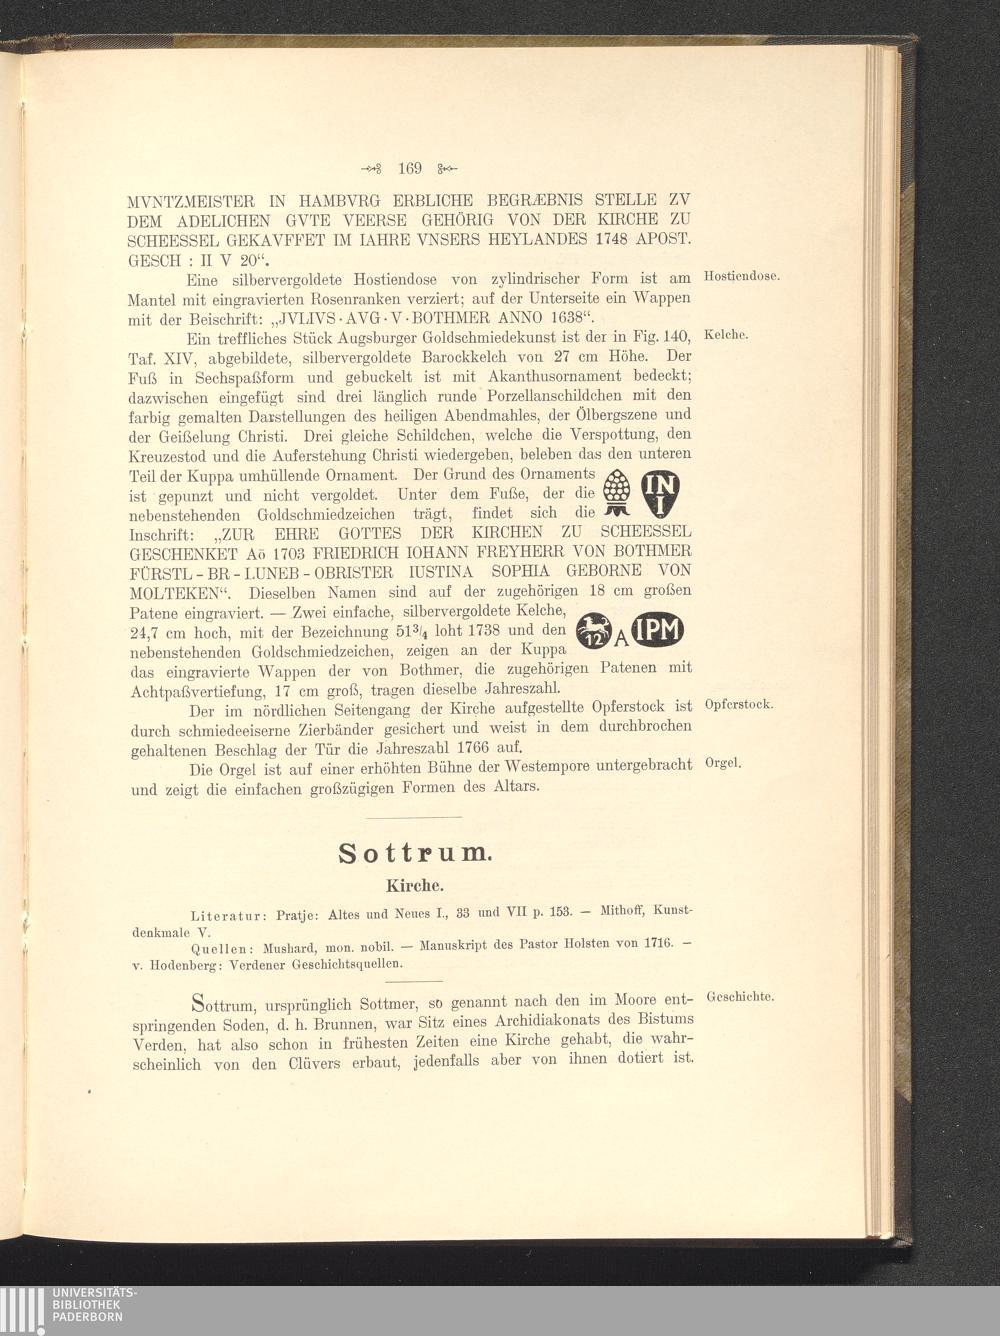 169
MVNTZMEISTER IN HAMBVRG ERBLICHE BEGRÆBNIS STELLE ZV
DEM ADELICHEN GVTE VEERSE GEHÖRIG VON DER KIRCHE ZU
SCHEESSEL GEKAVFFET IM IAHRE VNSERS HEYLANDES 1748 APOST.
GESCH : II V 20“.
Eine silbervergoldete Hostiendose von zylindrischer Form ist am Hostiendose.
Mantel mit eingravierten Rosenranken verziert; auf der Unterseite ein Wappen
mit der Beischrift: „JVLIVS · AVG · V · BOTHMER ANNO 1638“.
Ein treffliches Stück Augsburger Goldschmiedekunst ist der in Fig. 140, Kelche.
Taf. XIV, abgebildete, silbervergoldete Barockkelch von 27 cm Höhe. Der
Fuß in Sechspaßform und gebuckelt ist mit Akanthusornament bedeckt;
dazwischen eingefügt sind drei länglich runde Porzellanschildchen mit den
farbig gemalten Darstellungen des heiligen Abendmahles, der Ölbergszene und
der Geißelung Christi. Drei gleiche Schildchen, welche die Verspottung, den
Kreuzestod und die Auferstehung Christi wiedergeben, beleben das den unteren
Teil der Kuppa umhüllende Ornament. Der Grund des Ornaments
ist gepunzt und nicht vergoldet. Unter dem Fuße, der die
nebenstehenden Goldschmiedzeichen trägt, findet sich die
IN
I
Inschrift: „ZUR EHRE GOTTES DER KIRCHEN ZU SCHEESSEL
GESCHENKET Aō 1703 FRIEDRICH IOHANN FREYHERR VON BOTHMER
FÜRSTL - BR - LUNEB - OBRISTER IUSTINA SOPHIA GEBORNE VON
MOLTEKEN“. Dieselben Namen sind auf der zugehörigen 18 cm großen
Patene eingraviert. — Zwei einfache, silbervergoldete Kelche,
24,7 cm hoch, mit der Bezeichnung 51³/₄ loht 1738 und den
nebenstehenden Goldschmiedzeichen, zeigen an der Kuppa
12 A IPM
das eingravierte Wappen der von Bothmer, die zugehörigen Patenen mit
Achtpaßvertiefung, 17 cm groß, tragen dieselbe Jahreszahl.
Der im nördlichen Seitengang der Kirche aufgestellte Opferstock ist Opferstock.
durch schmiedeeiserne Zierbänder gesichert und weist in dem durchbrochen
gehaltenen Beschlag der Tür die Jahreszahl 1766 auf.
Die Orgel ist auf einer erhöhten Bühne der Westempore untergebracht Orgel.
und zeigt die einfachen großzügigen Formen des Altars.
Sottrum.
Kirche.
Literatur: Pratje: Altes und Neues I., 33 und VII p. 153. — Mithoff, Kunst-
denkmale V.
Quellen: Mushard, mon. nobil. — Manuskript des Pastor Holsten von 1716. —
v. Hodenberg: Verdener Geschichtsquellen.
Sottrum, ursprünglich Sottmer, so genannt nach den im Moore ent- Geschichte.
springenden Soden, d. h. Brunnen, war Sitz eines Archidiakonats des Bistums
Verden, hat also schon in frühesten Zeiten eine Kirche gehabt, die wahr-
scheinlich von den Clüvers erbaut, jedenfalls aber von ihnen dotiert ist.
UNIVERSITÄTS-
BIBLIOTHEK
PADERBORN